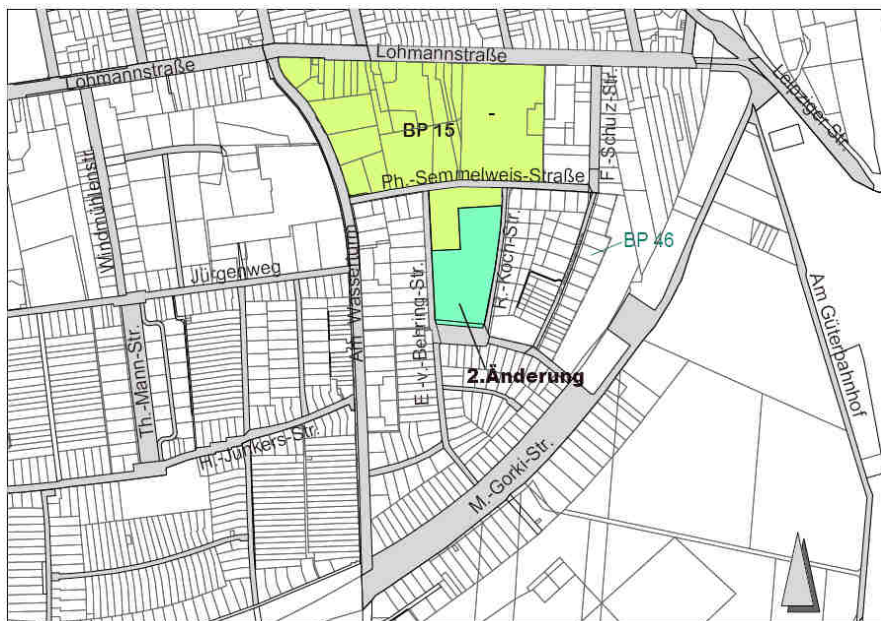 Lohmannstraße
Lohmannstraße
Leipziger-Str.
BP 15
-
F.-Schulz-Str.
Windmühlenstr.
Ph.-Semmelweis-Straße
BP 46
R.-Koch-Str.
Jürgenweg
Am Wasserturm
E.-v.-Behring-Str.
Am Güterbahnhof
Th.-Mann-Str.
2.Änderung
H.-Junkers-Str.
M.-Gorki-Str.